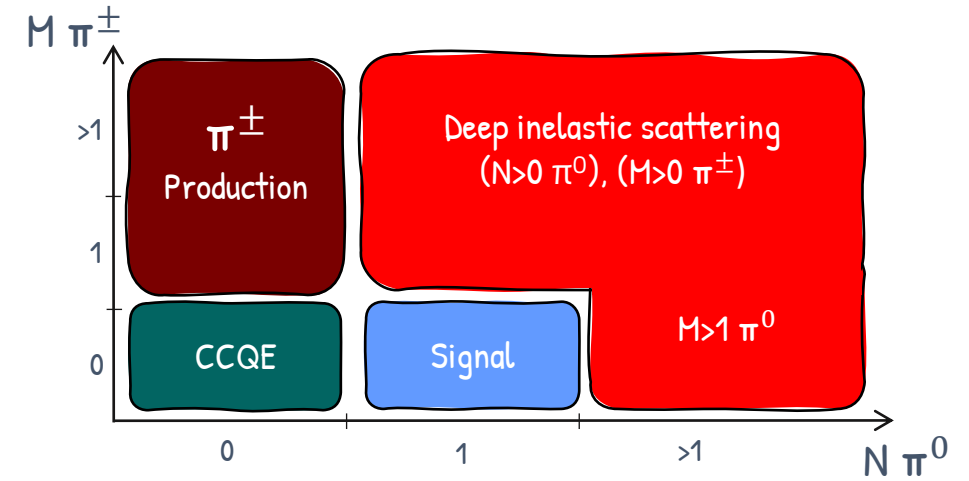 M π±
>1
1
0
π±
Production
Deep inelastic scattering
(N>0 π⁰), (M>0 π±)
M>1 π⁰
CCQE
Signal
0
1
>1
N π⁰